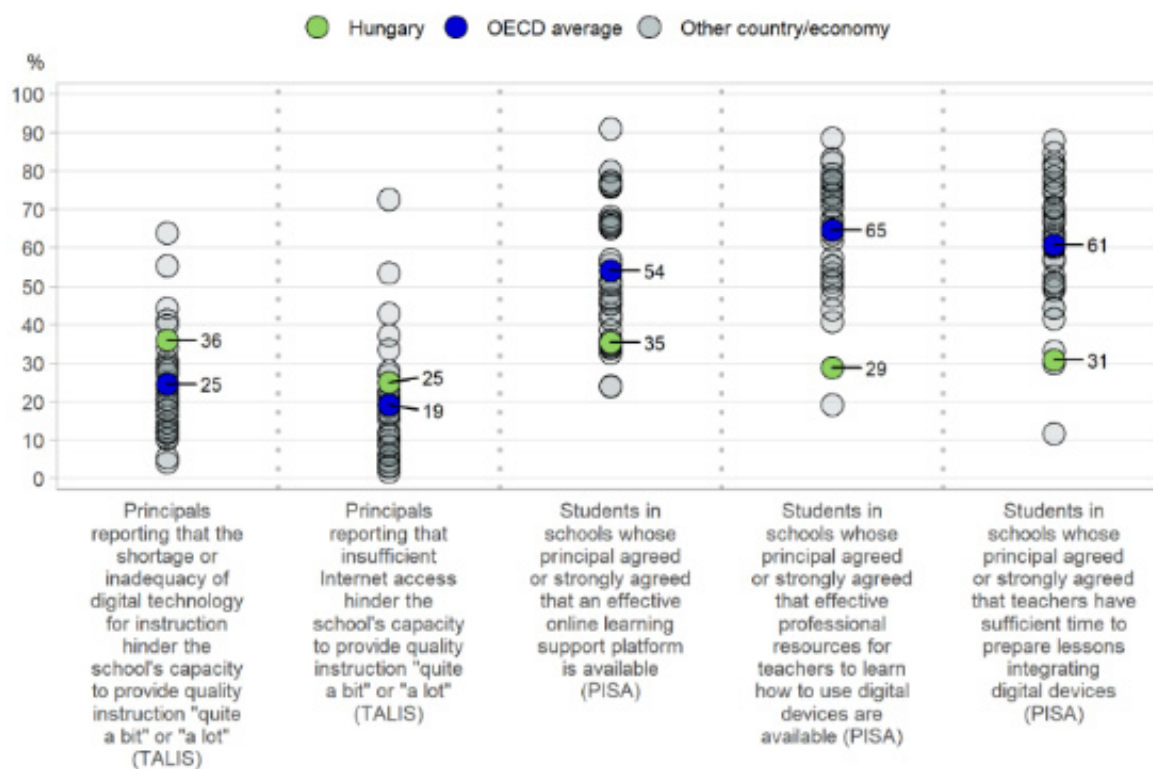 Hungary OECD average Other country/economy
%
100
90
80
70
60
50
40
30
20
10
0
36
25
25
19
54
35
65
29
61
31
Principals
reporting that the
shortage or
inadequacy of
digital technology
for instruction
hinder the
school's capacity
to provide quality
instruction "quite
a bit" or "a lot"
(TALIS)
Principals
reporting that
insufficient
Internet access
hinder the
school's capacity
to provide quality
instruction "quite
a bit" or "a lot"
(TALIS)
Students in
schools whose
principal agreed
or strongly agreed
that an effective
online learning
support platform
is available
(PISA)
Students in
schools whose
principal agreed
or strongly agreed
that effective
professional
resources for
teachers to learn
how to use digital
devices are
available (PISA)
Students in
schools whose
principal agreed
or strongly agreed
that teachers have
sufficient time to
prepare lessons
integrating
digital devices
(PISA)